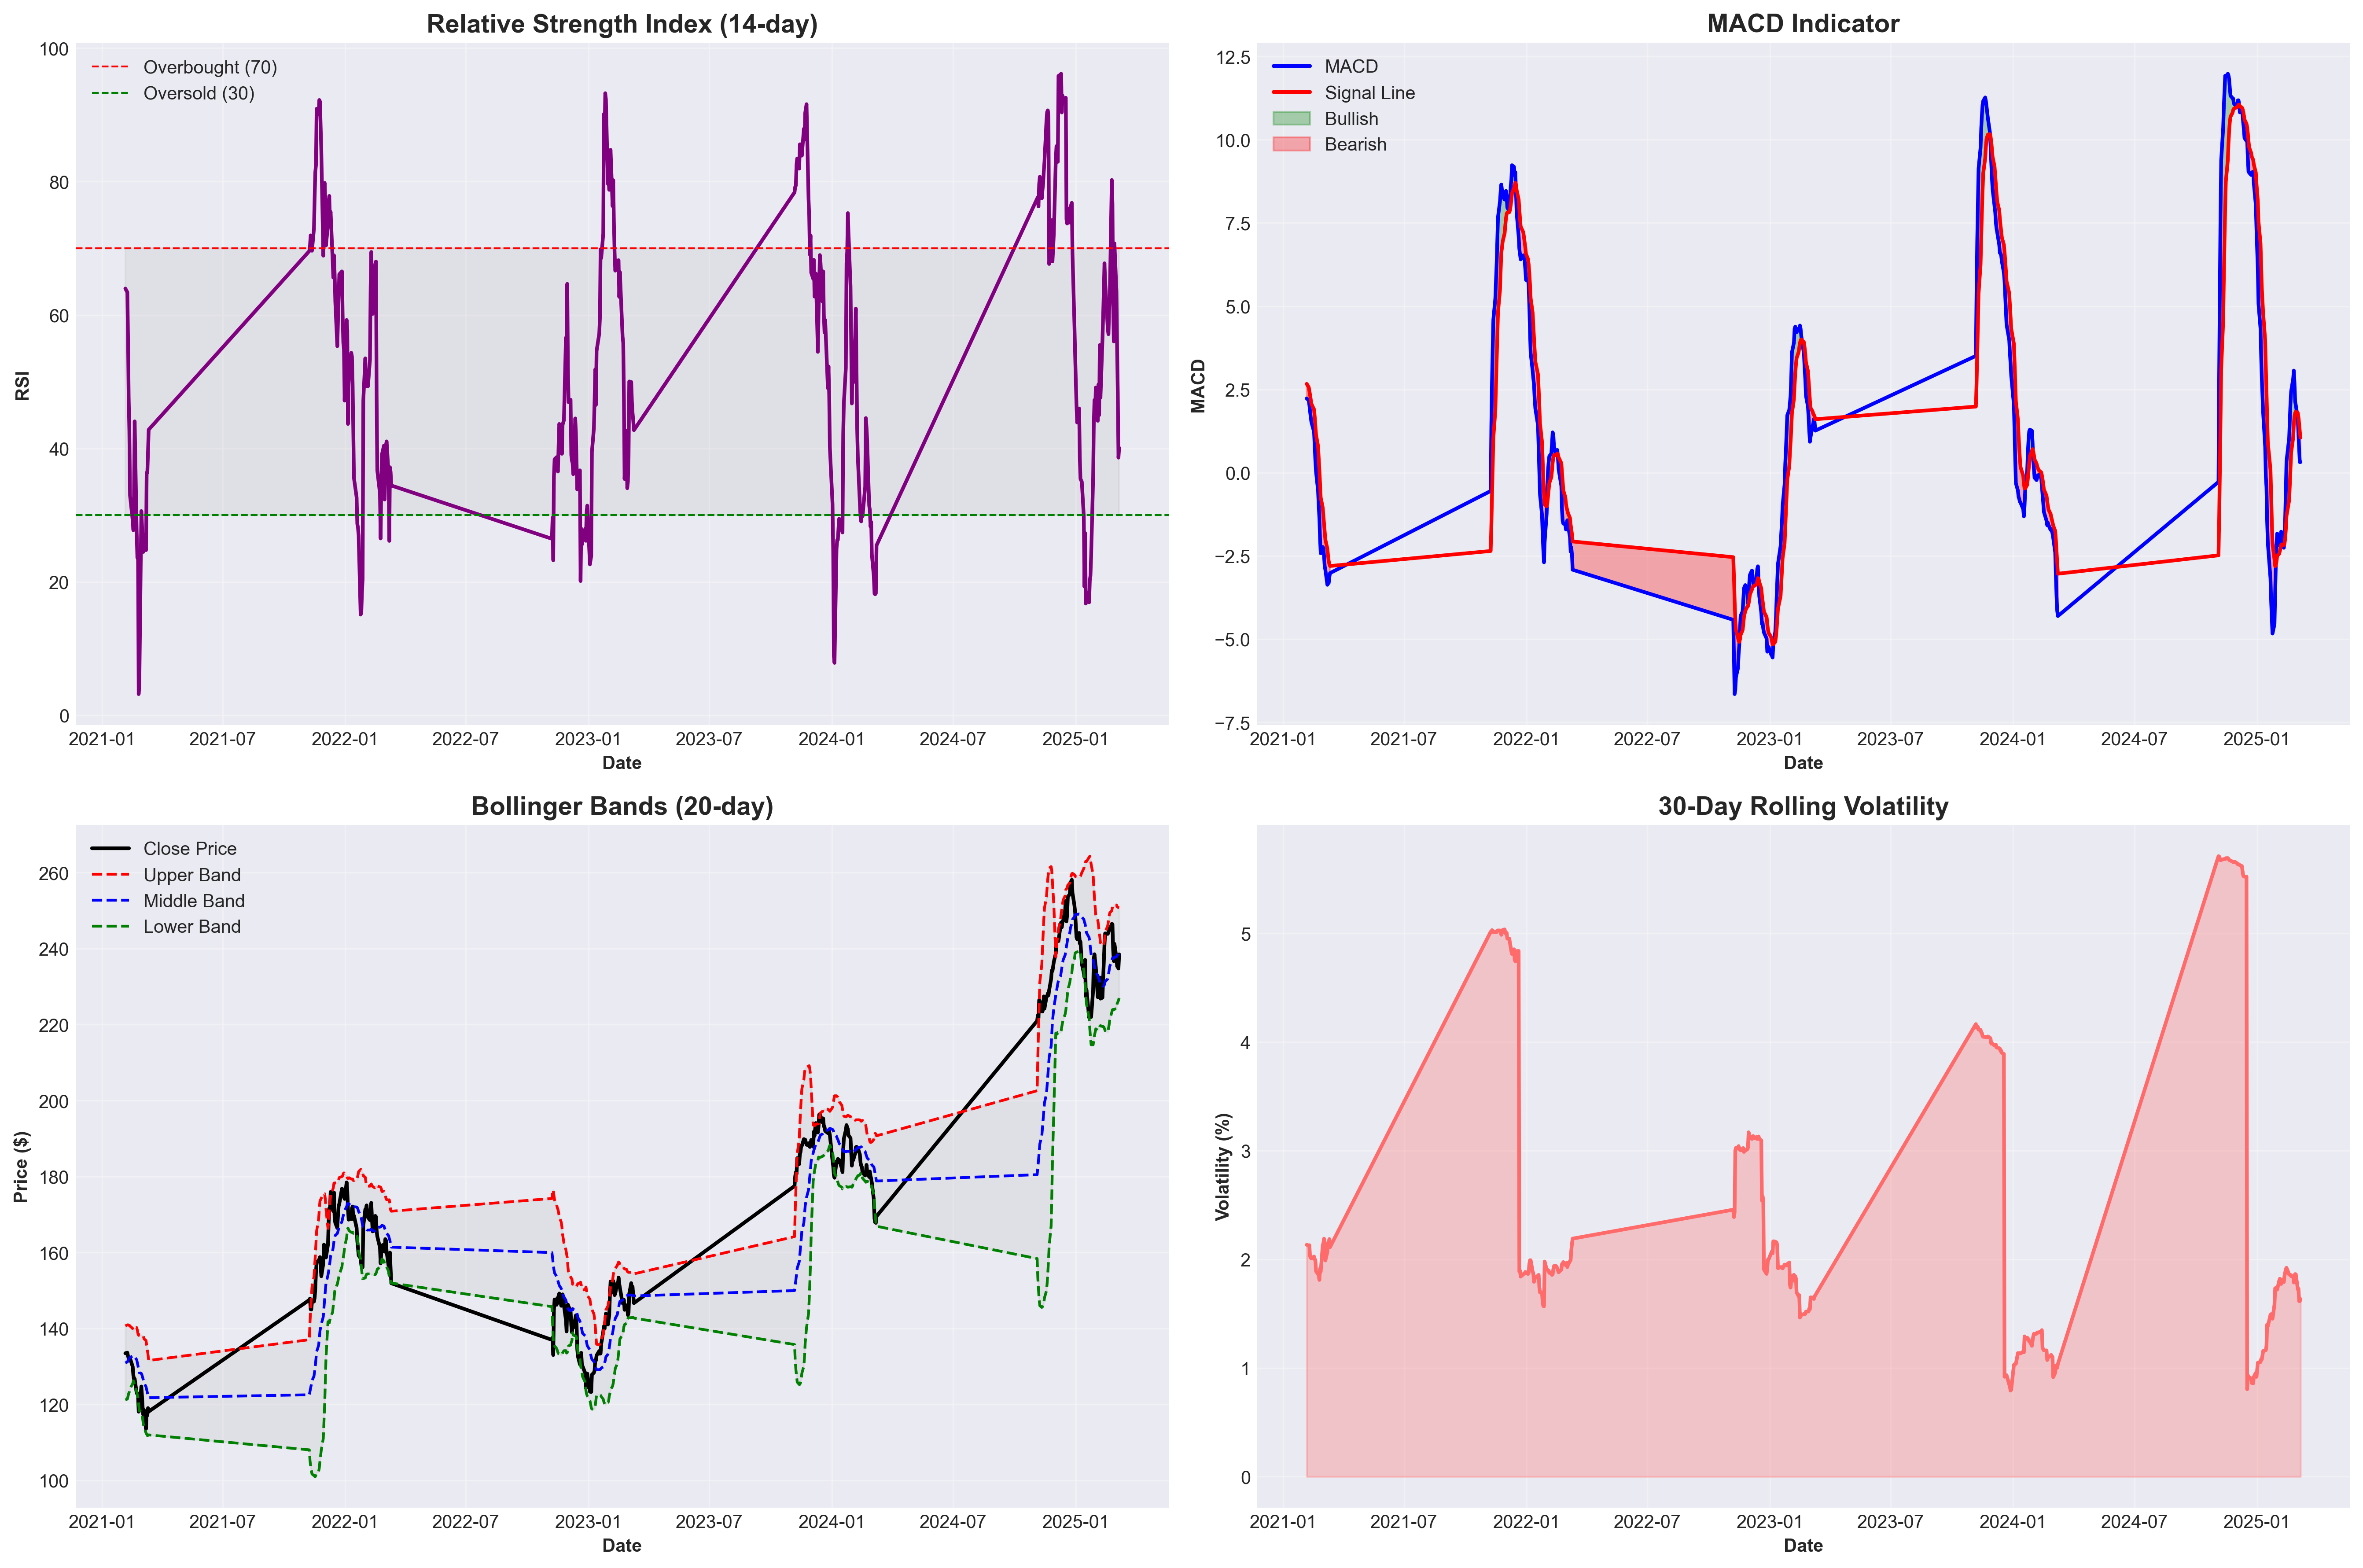 Relative Strength Index (14-day)
Overbought (70)
Oversold (30)
100
80
60
40
20
0
RSI
2021-01 2021-07 2022-01 2022-07 2023-01 2023-07 2024-01 2024-07 2025-01
Date
MACD Indicator
MACD
Signal Line
Bullish
Bearish
12.5
10.0
7.5
5.0
2.5
0.0
−2.5
−5.0
−7.5
MACD
2021-01 2021-07 2022-01 2022-07 2023-01 2023-07 2024-01 2024-07 2025-01
Date
Bollinger Bands (20-day)
Close Price
Upper Band
Middle Band
Lower Band
260
240
220
200
180
160
140
120
100
Price ($)
2021-01 2021-07 2022-01 2022-07 2023-01 2023-07 2024-01 2024-07 2025-01
Date
30-Day Rolling Volatility
5
4
3
2
1
0
Volatility (%)
2021-01 2021-07 2022-01 2022-07 2023-01 2023-07 2024-01 2024-07 2025-01
Date